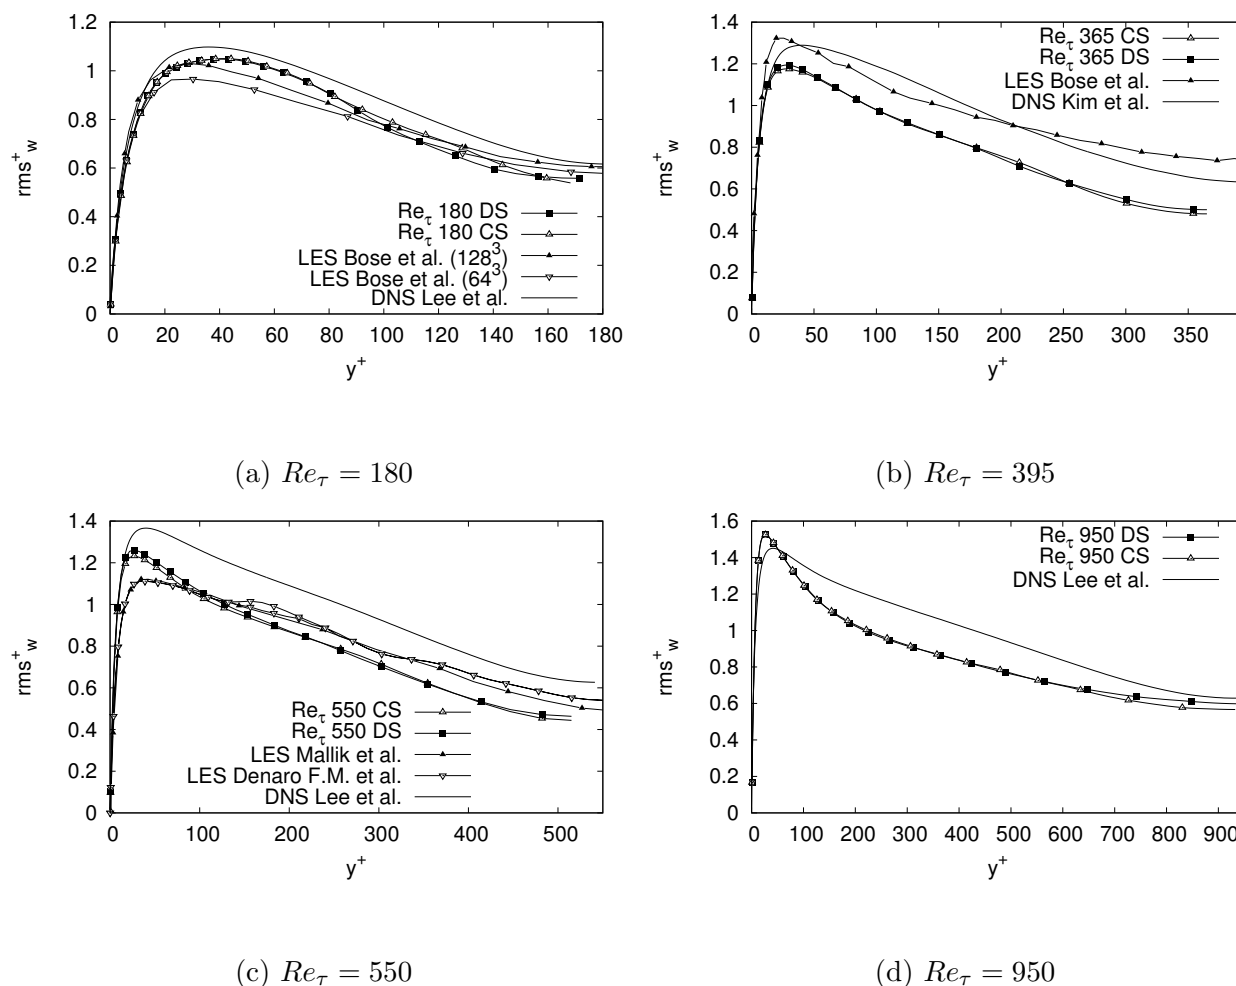 1.2
1
0.8
0.6
0.4
0.2
0
rms⁺w
0 20 40 60 80 100 120 140 160 180
y⁺
Reτ 180 DS
Reτ 180 CS
LES Bose et al. (128³)
LES Bose et al. (64³)
DNS Lee et al.
(a) Reτ = 180
1.4
1.2
1
0.8
0.6
0.4
0.2
0
rms⁺w
0 50 100 150 200 250 300 350
y⁺
Reτ 365 CS
Reτ 365 DS
LES Bose et al.
DNS Kim et al.
(b) Reτ = 395
1.4
1.2
1
0.8
0.6
0.4
0.2
0
rms⁺w
0 100 200 300 400 500
y⁺
Reτ 550 CS
Reτ 550 DS
LES Mallik et al.
LES Denaro F.M. et al.
DNS Lee et al.
(c) Reτ = 550
1.6
1.4
1.2
1
0.8
0.6
0.4
0.2
0
rms⁺w
0 100 200 300 400 500 600 700 800 900
y⁺
Reτ 950 DS
Reτ 950 CS
DNS Lee et al.
(d) Reτ = 950